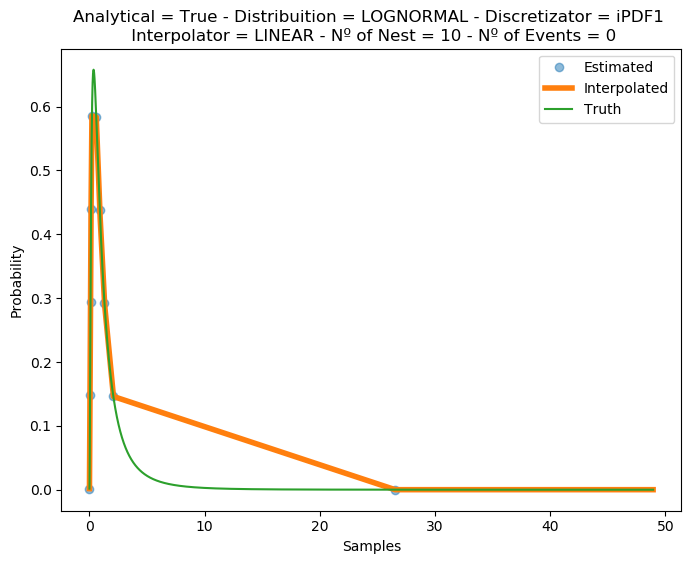 Analytical = True - Distribuition = LOGNORMAL - Discretizator = iPDF1
Interpolator = LINEAR - Nº of Nest = 10 - Nº of Events = 0
Estimated
Interpolated
Truth
Probability
0.6
0.5
0.4
0.3
0.2
0.1
0.0
0
10
20
30
40
50
Samples